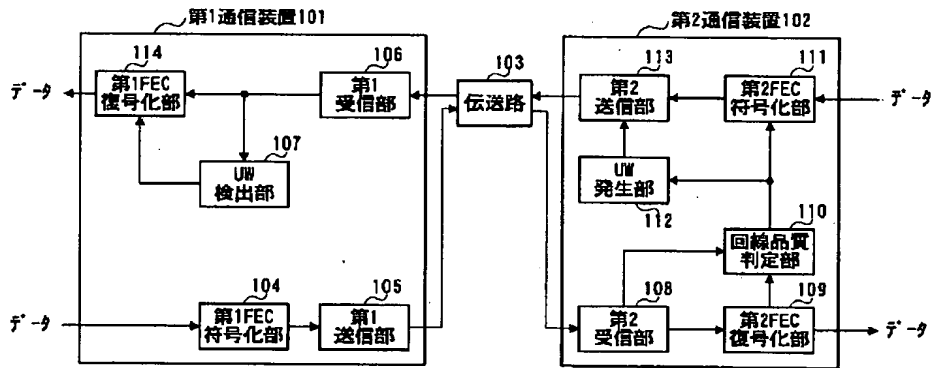 第1通信装置101
第2通信装置102
114
第1FEC
復号化部
106
第1
受信部
103
伝送路
113
第2
送信部
111
第2FEC
符号化部
データ
データ
107
UW
検出部
UW
発生部
112
110
回線品質
判定部
104
第1FEC
符号化部
105
第1
送信部
108
第2
受信部
109
第2FEC
復号化部
データ
データ